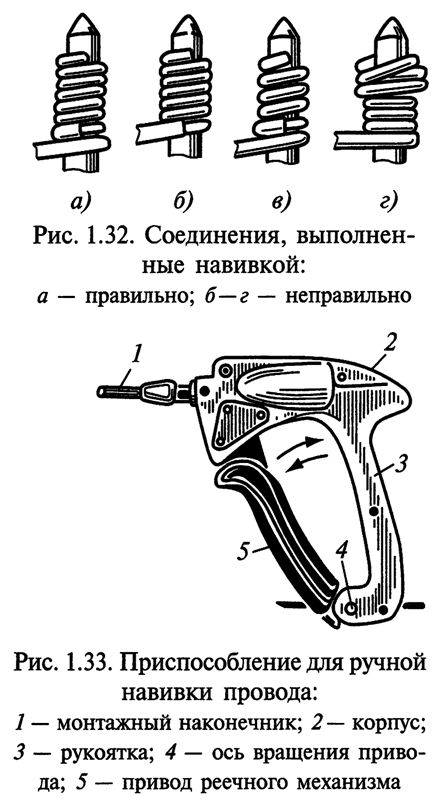 а) б) в) г)
Рис. 1.32. Соединения, выполнен-
ные навивкой:
а — правильно; б—г — неправильно
1
2
3
4
5
Рис. 1.33. Приспособление для ручной
навивки провода:
1 — монтажный наконечник; 2 — корпус;
3 — рукоятка; 4 — ось вращения приво-
да; 5 — привод реечного механизма